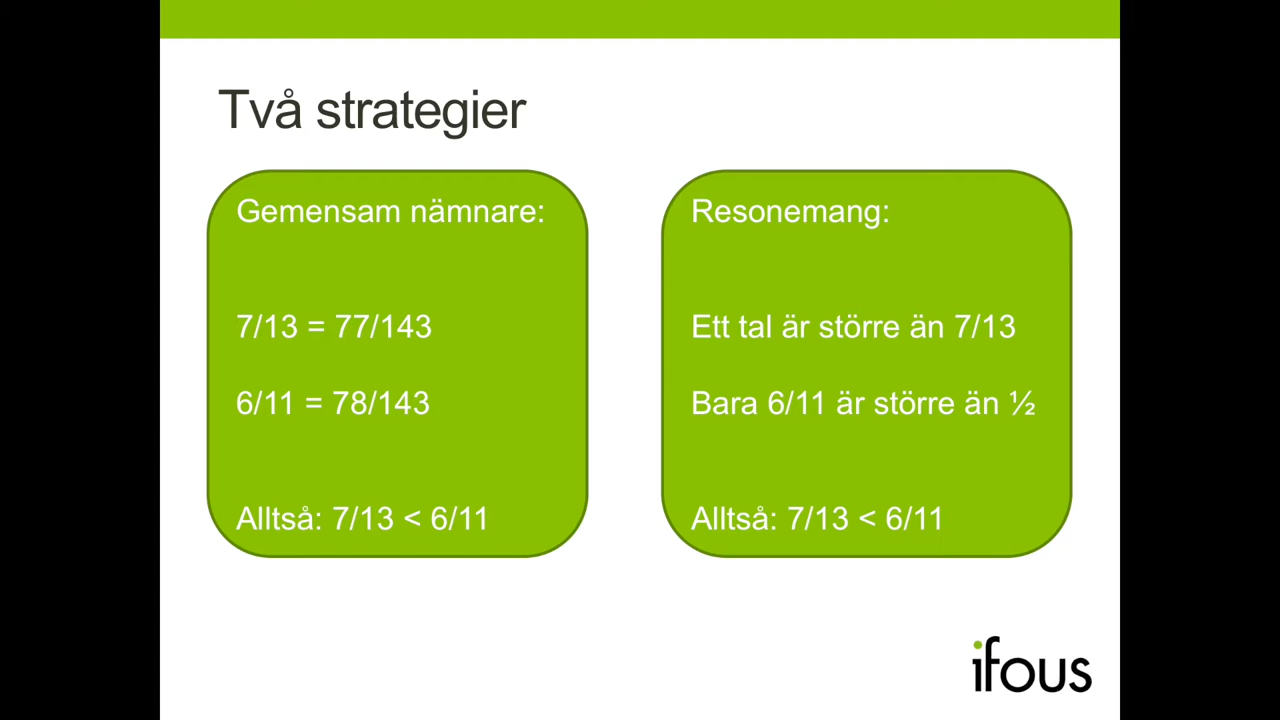 Två strategier
Gemensam nämnare:
7/13 = 77/143
6/11 = 78/143
Alltså: 7/13 < 6/11
Resonemang:
Ett tal är större än 7/13
Bara 6/11 är större än ½
Alltså: 7/13 < 6/11
ifous